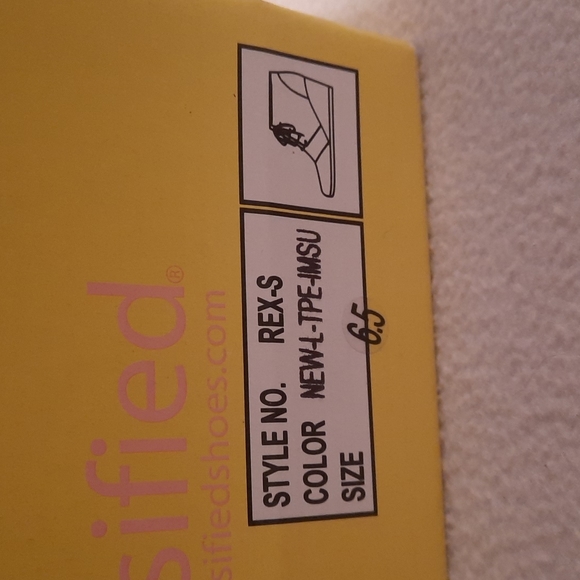 sified®
sifiedshoes.com
STYLE NO. REX-S
COLOR NEW-L-TPE-IMSU
SIZE 6.5